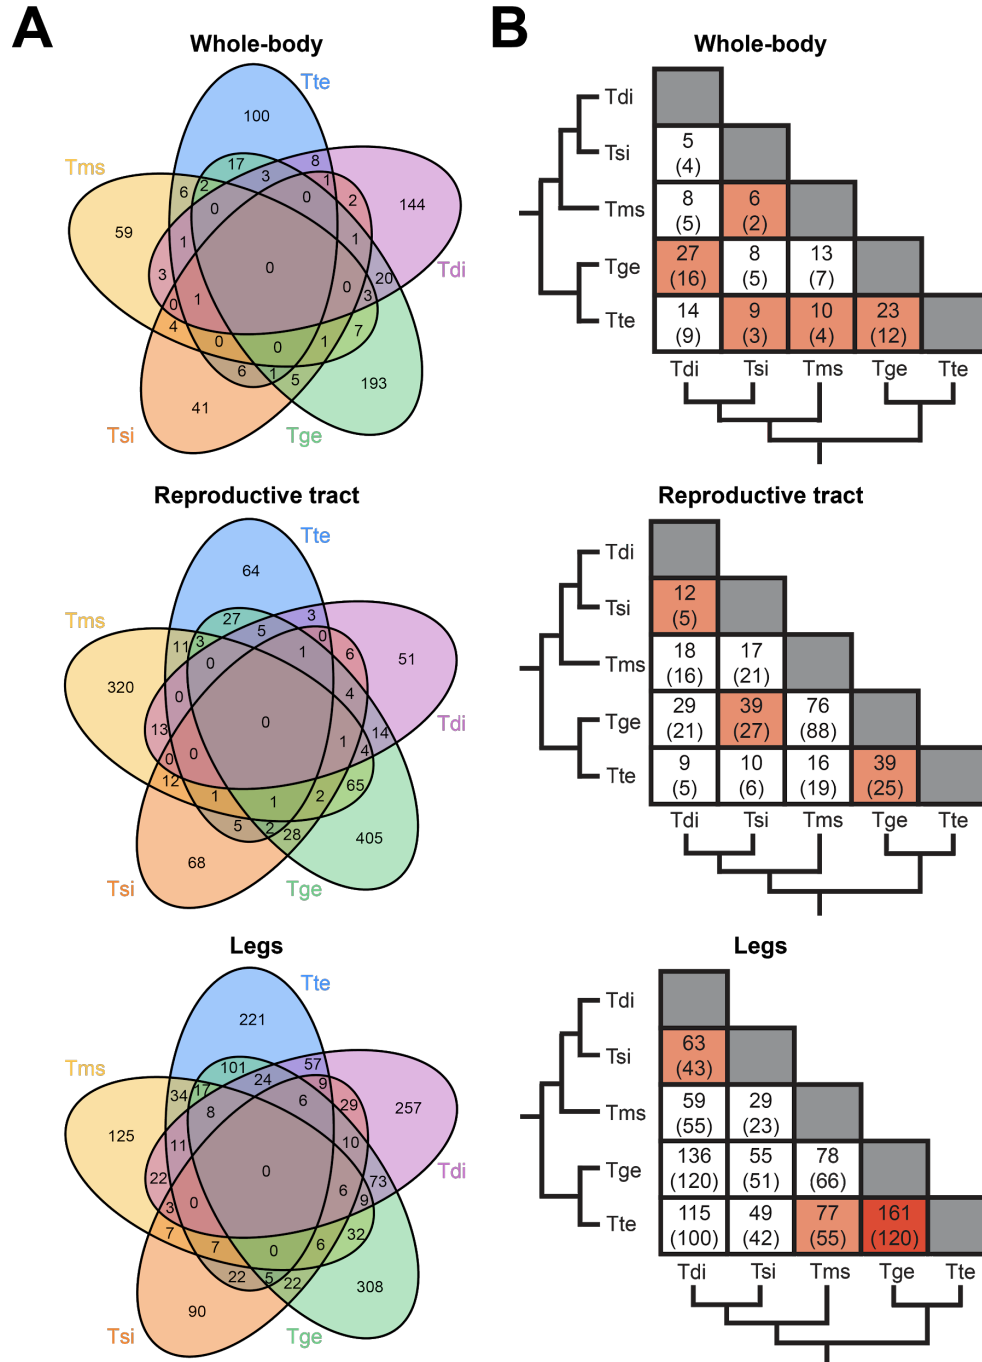 A
B
Whole-body
Tte
100
Tms
17
8
3
1
6
2
0
0
2
144
59
1
1
Tdi
0
3
0
20
0
1
3
4
7
0
0
1
6
1
5
193
41
Tsi
Tge
Whole-body
Tdi
Tsi
5
(4)
Tms
8 6
(5) (2)
Tge
27 8 13
(16) (5) (7)
Tte
14 9 10 23
(9) (3) (4) (12)
Tdi Tsi Tms Tge Tte
Reproductive tract
Tte
64
Tms
27
3
5
0
11
3
0
1
6
51
320
0
4
Tdi
0
13
14
0
0
1
4
12
1
1
2
65
5
2
28
405
68
Tsi
Tge
Reproductive tract
Tdi
Tsi
12
(5)
Tms
18 17
(16) (21)
Tge
29 39 76
(21) (27) (88)
Tte
9 10 16 39
(5) (6) (19) (25)
Tdi Tsi Tms Tge Tte
Legs
Tte
221
Tms
101
57
24
9
34
17
8
6
29
257
125
11
10
Tdi
0
22
73
3
0
6
9
7
7
0
6
32
22
5
22
308
90
Tsi
Tge
Legs
Tdi
Tsi
63
(43)
Tms
59 29
(55) (23)
Tge
136 55 78
(120) (51) (66)
Tte
115 49 77 161
(100) (42) (55) (120)
Tdi Tsi Tms Tge Tte